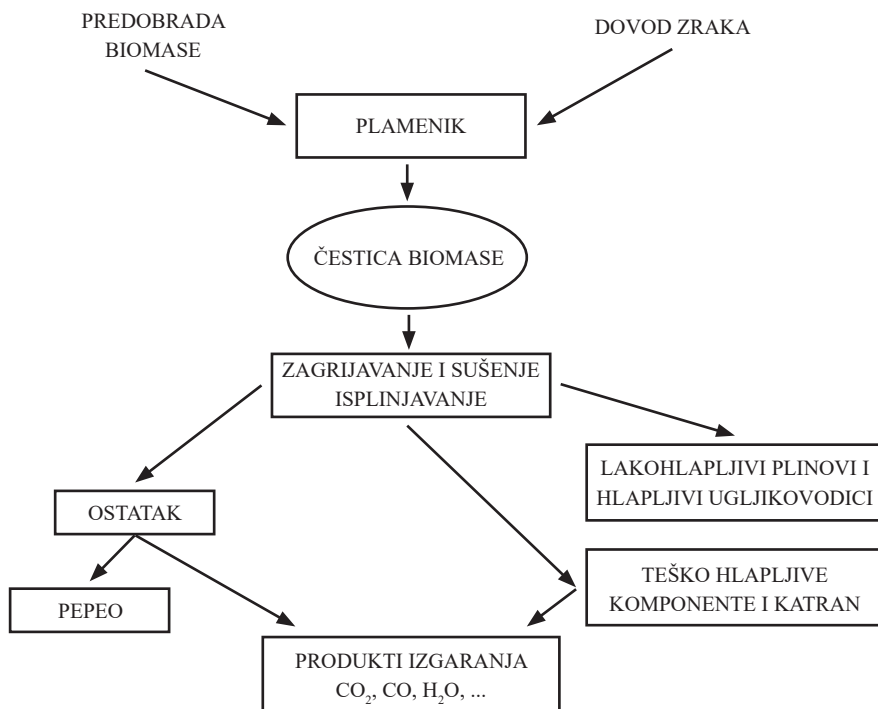 PREDOBRADA
BIOMASE
DOVOD ZRAKA
PLAMENIK
ČESTICA BIOMASE
ZAGRIJAVANJE I SUŠENJE
ISPLINJAVANJE
LAKOHLAPLJIVI PLINOVI I
HLAPLJIVI UGLJIKOVODICI
OSTATAK
TEŠKO HLAPLJIVE
KOMPONENTE I KATRAN
PEPEO
PRODUKTI IZGARANJA
CO₂, CO, H₂O, ...